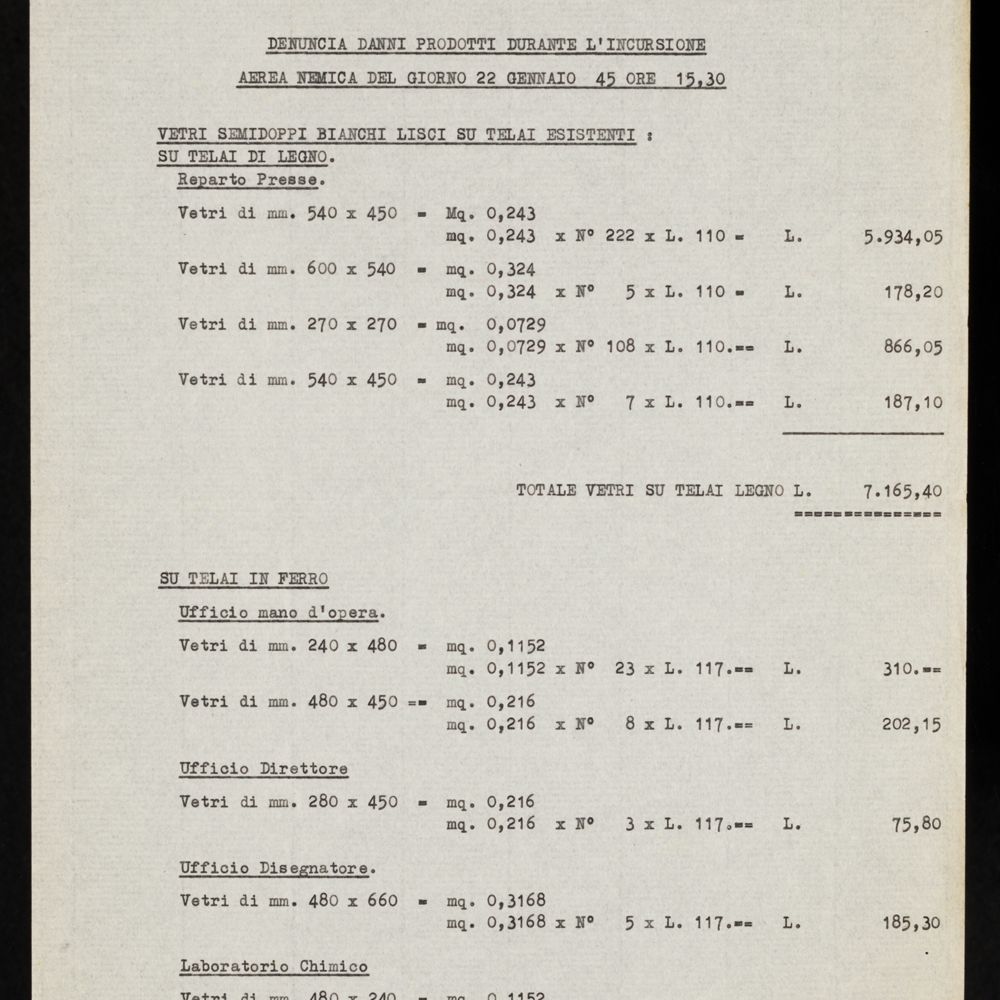 DENUNCIA DANNI PRODOTTI DURANTE L'INCURSIONE
AEREA NEMICA DEL GIORNO 22 GENNAIO 45 ORE 15,30
VETRI SEMIDOPPI BIANCHI LISCI SU TELAI ESISTENTI :
SU TELAI DI LEGNO.
Reparto Presse.
Vetri di mm. 540 x 450 = Mq. 0,243
mq. 0,243 x N° 222 x L. 110 = L. 5.934,05
Vetri di mm. 600 x 540 = mq. 0,324
mq. 0,324 x N° 5 x L. 110 = L. 178,20
Vetri di mm. 270 x 270 = mq. 0,0729
mq. 0,0729 x N° 108 x L. 110.== L. 866,05
Vetri di mm. 540 x 450 = mq. 0,243
mq. 0,243 x N° 7 x L. 110.== L. 187,10
TOTALE VETRI SU TELAI LEGNO L. 7.165,40
===============
SU TELAI IN FERRO
Ufficio mano d'opera.
Vetri di mm. 240 x 480 = mq. 0,1152
mq. 0,1152 x N° 23 x L. 117.== L. 310.==
Vetri di mm. 480 x 450 == mq. 0,216
mq. 0,216 x N° 8 x L. 117.== L. 202,15
Ufficio Direttore
Vetri di mm. 280 x 450 = mq. 0,216
mq. 0,216 x N° 3 x L. 117.== L. 75,80
Ufficio Disegnatore.
Vetri di mm. 480 x 660 = mq. 0,3168
mq. 0,3168 x N° 5 x L. 117.== L. 185,30
Laboratorio Chimico
Vetri di mm. 480 x 240 = mq. 0,1152